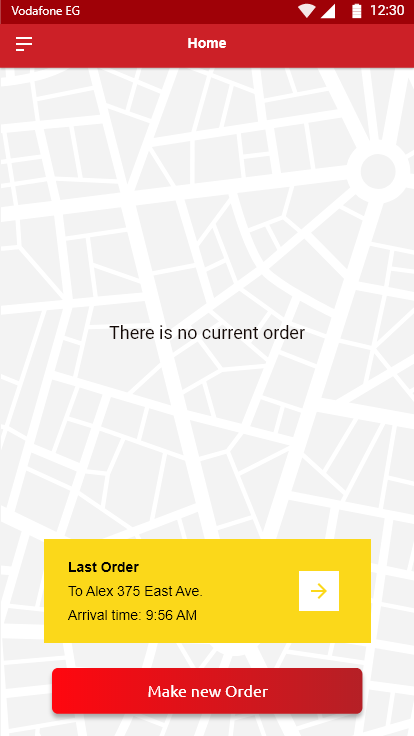 Vodafone EG 12:30
Home
There is no current order
Last Order
To Alex 375 East Ave.
Arrival time: 9:56 AM
Make new Order